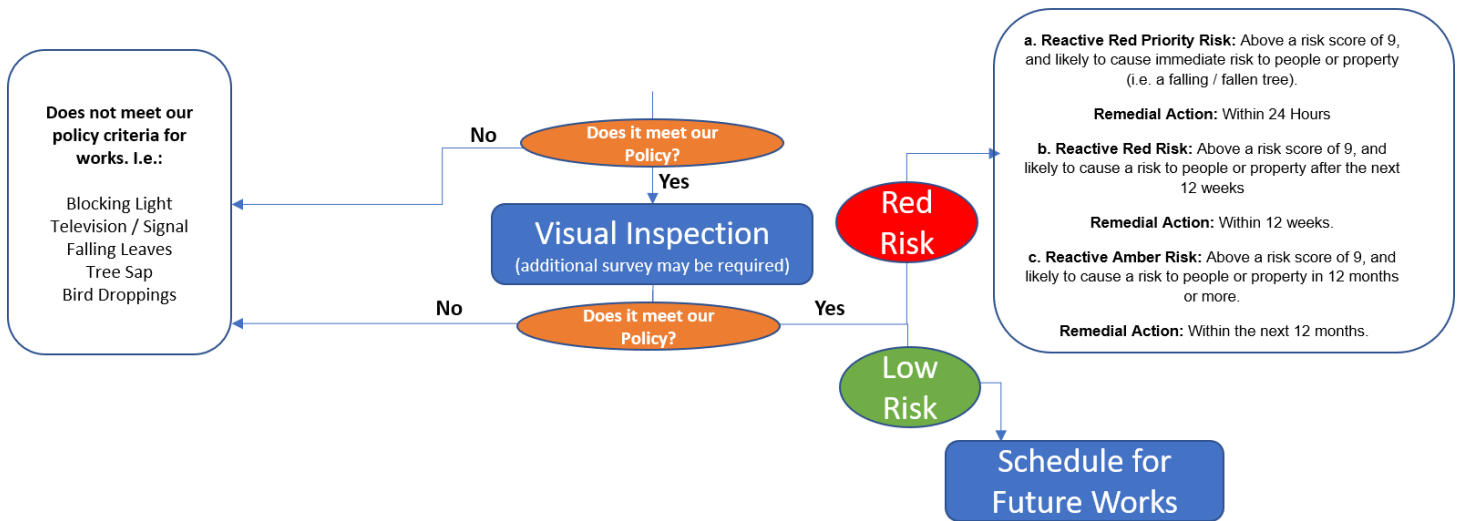 Does not meet our
policy criteria for
works. I.e.:
Blocking Light
Television / Signal
Falling Leaves
Tree Sap
Bird Droppings
No
Does it meet our
Policy?
Yes
Visual Inspection
(additional survey may be required)
No
Does it meet our
Policy?
Yes
Red
Risk
Low
Risk
a. Reactive Red Priority Risk: Above a risk score of 9,
and likely to cause immediate risk to people or property
(i.e. a falling / fallen tree).
Remedial Action: Within 24 Hours
b. Reactive Red Risk: Above a risk score of 9, and
likely to cause a risk to people or property after the next
12 weeks
Remedial Action: Within 12 weeks.
c. Reactive Amber Risk: Above a risk score of 9, and
likely to cause a risk to people or property in 12 months
or more.
Remedial Action: Within the next 12 months.
Schedule for
Future Works